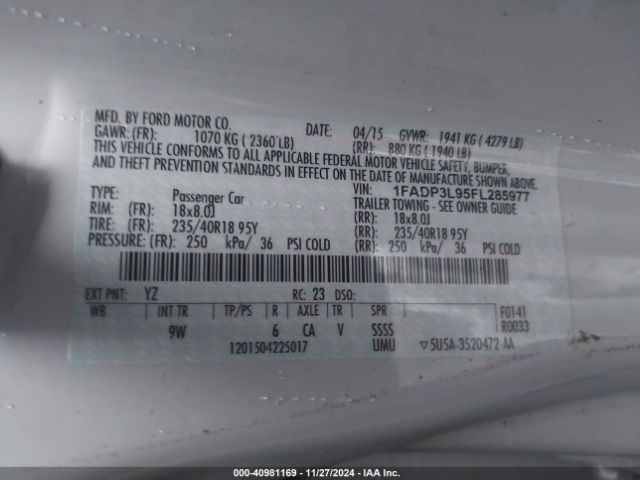 MFD. BY FORD MOTOR CO.
DATE: 04/15 GVWR: 1941 KG ( 4279 LB)
GAWR: (FR): 1070 KG ( 2360 LB) (RR): 880 KG ( 1940 LB)
THIS VEHICLE CONFORMS TO ALL APPLICABLE FEDERAL MOTOR VEHICLE SAFETY, BUMPER,
AND THEFT PREVENTION STANDARDS IN EFFECT ON THE DATE OF MANUFACTURE SHOWN ABOVE.
VIN: 1FADP3L95FL285977
TYPE: Passenger Car TRAILER TOWING - SEE OWNER GUIDE
RIM: (FR): 18x8.0J (RR): 18x8.0J
TIRE: (FR): 235/40R18 95Y (RR): 235/40R18 95Y
PRESSURE: (FR): 250 kPa/ 36 PSI COLD (RR): 250 kPa/ 36 PSI COLD
EXT PNT: YZ RC: 23 DSO:
WB INT TR TP/PS R AXLE TR SPR F0141
9W 6 CA V SSSS R0033
1201504225017 UMU ▽5U5A-3520472-AA
000-40981169 - 11/27/2024 - IAA Inc.